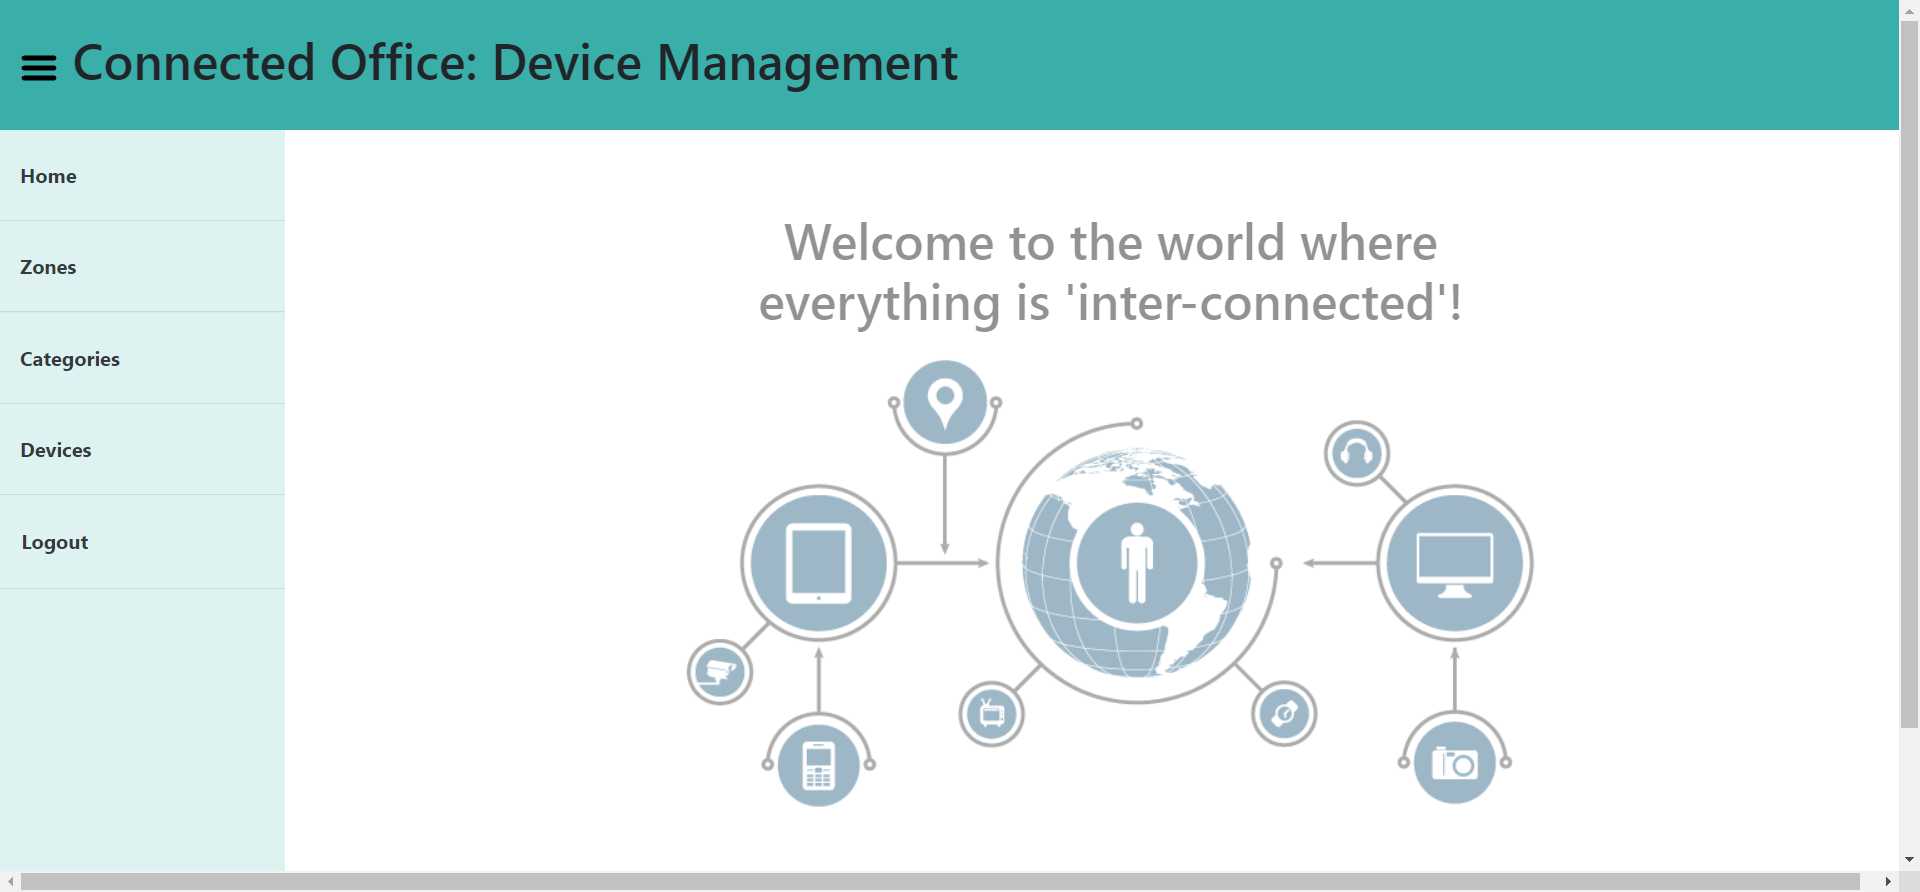 Connected Office: Device Management
Home
Zones
Categories
Devices
Logout
Welcome to the world where
everything is 'inter-connected'!